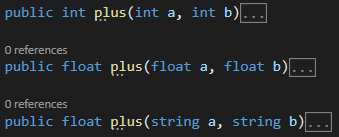 public int plus(int a, int b)...
0 references
public float plus(float a, float b)...
0 references
public float plus(string a, string b)...